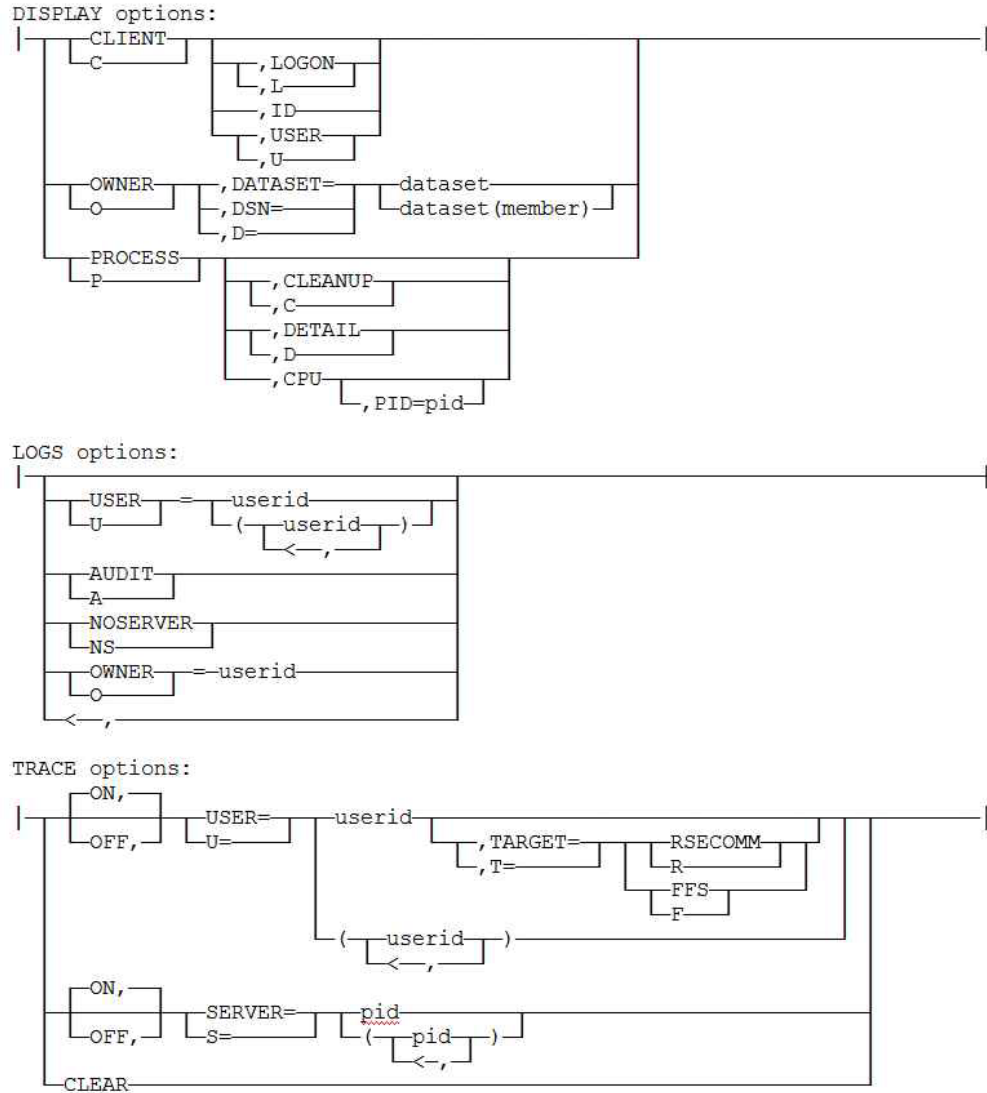 DISPLAY options:
CLIENT
C
,LOGON
,L
,ID
,USER
,U
OWNER ,DATASET= dataset
O ,DSN= dataset(member)
,D=
PROCESS
P
,CLEANUP
,C
,DETAIL
,D
,CPU
,PID=pid
LOGS options:
USER = userid
U ( userid )
< ,
AUDIT
A
NOSERVER
NS
OWNER = userid
O
< ,
TRACE options:
ON,
USER= userid
OFF, U= ,TARGET= RSECOMM
,T= R
FFS
F
( userid )
< ,
ON,
SERVER= pid
OFF, S= ( pid )
< ,
CLEAR